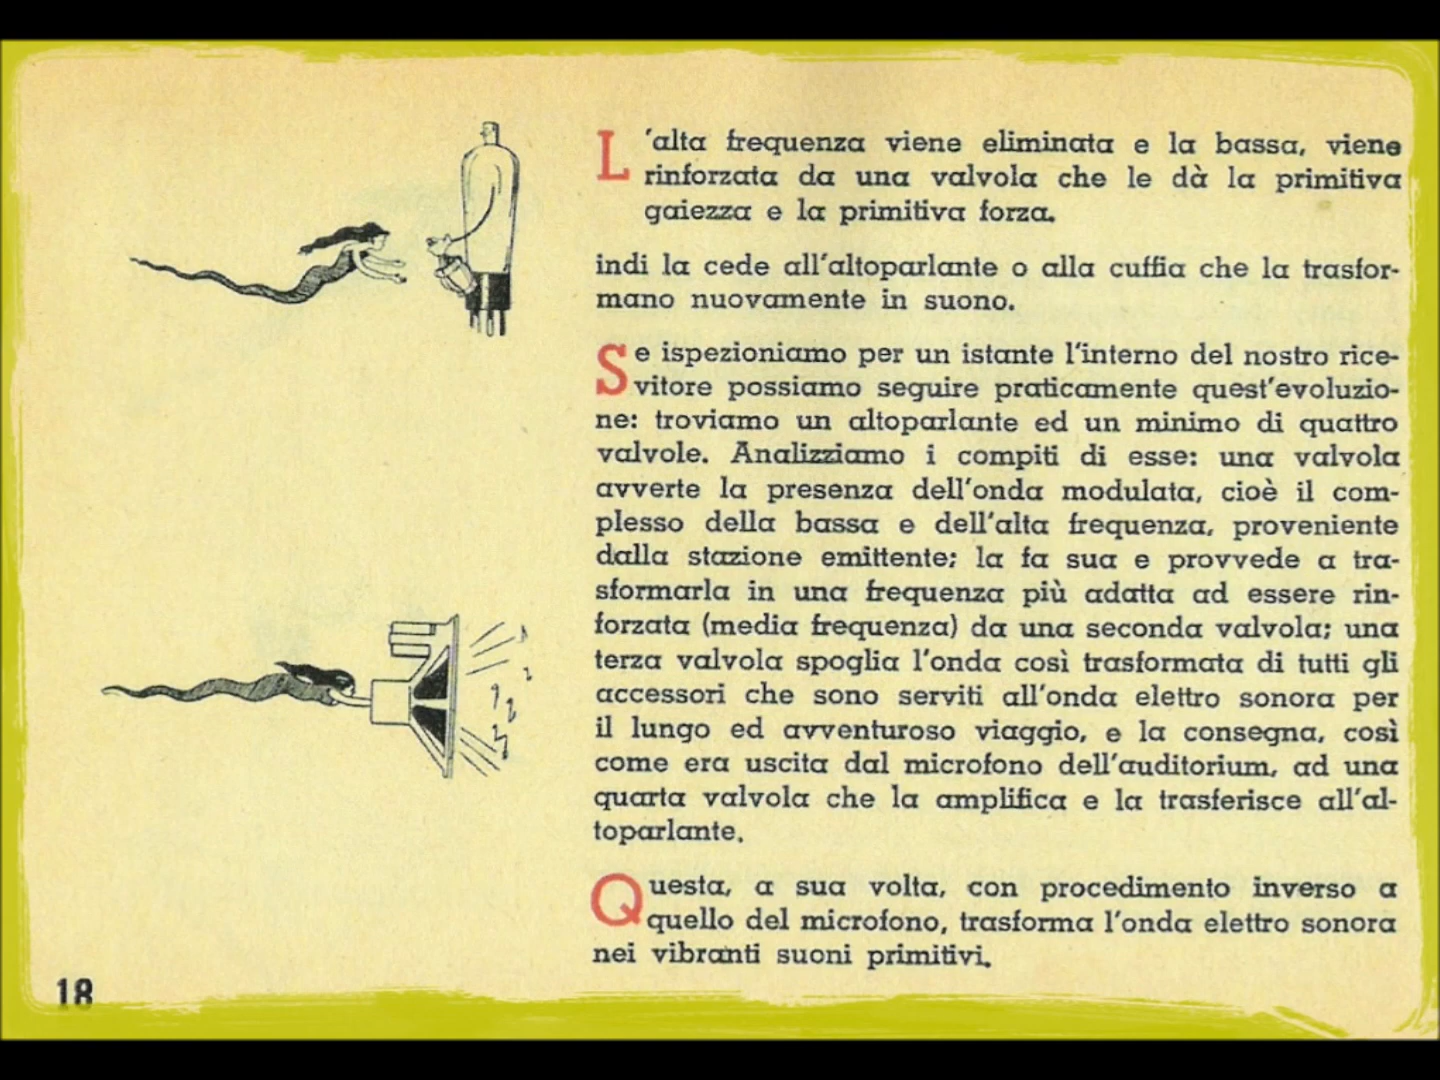 L'alta frequenza viene eliminata e la bassa, viene
rinforzata da una valvola che le dà la primitiva
gaiezza e la primitiva forza.
indi la cede all'altoparlante o alla cuffia che la trasfor-
mano nuovamente in suono.
Se ispezioniamo per un istante l'interno del nostro rice-
vitore possiamo seguire praticamente quest'evoluzio-
ne: troviamo un altoparlante ed un minimo di quattro
valvole. Analizziamo i compiti di esse: una valvola
avverte la presenza dell'onda modulata, cioè il com-
plesso della bassa e dell'alta frequenza, proveniente
dalla stazione emittente; la fa sua e provvede a tra-
sformarla in una frequenza più adatta ad essere rin-
forzata (media frequenza) da una seconda valvola; una
terza valvola spoglia l'onda così trasformata di tutti gli
accessori che sono serviti all'onda elettro sonora per
il lungo ed avventuroso viaggio, e la consegna, così
come era uscita dal microfono dell'auditorium, ad una
quarta valvola che la amplifica e la trasferisce all'al-
toparlante.
Questa, a sua volta, con procedimento inverso a
quello del microfono, trasforma l'onda elettro sonora
nei vibranti suoni primitivi.
18